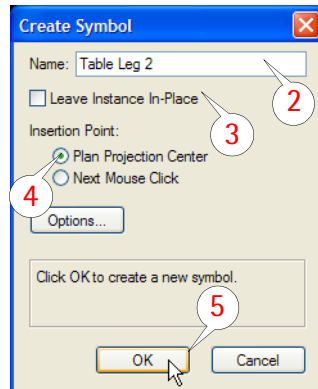 Create Symbol
Name: Table Leg 2
2
Leave Instance In-Place
3
Insertion Point:
Plan Projection Center
4
Next Mouse Click
Options...
Click OK to create a new symbol.
5
OK Cancel